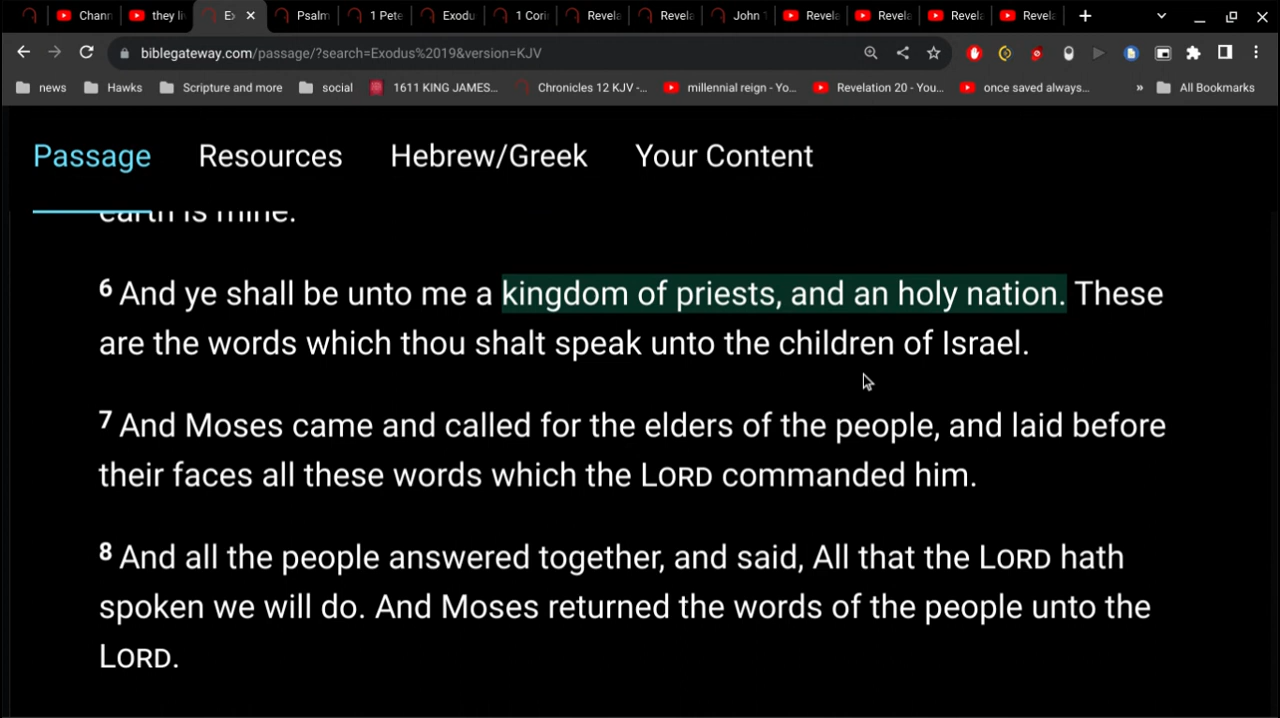 Chann
they li
Ex
Psalm
1 Pete
Exodu
1 Cori
Revela
Revela
John 1
Revela
Revela
Revela
Revela
biblegateway.com/passage/?search=Exodus%2019&version=KJV
news
Hawks
Scripture and more
social
1611 KING JAMES...
Chronicles 12 KJV -...
millennial reign - Yo...
Revelation 20 - You...
once saved always...
»
All Bookmarks
Passage
Resources
Hebrew/Greek
Your Content
earth is mine.
6 And ye shall be unto me a kingdom of priests, and an holy nation. These
are the words which thou shalt speak unto the children of Israel.
7 And Moses came and called for the elders of the people, and laid before
their faces all these words which the LORD commanded him.
8 And all the people answered together, and said, All that the LORD hath
spoken we will do. And Moses returned the words of the people unto the
LORD.